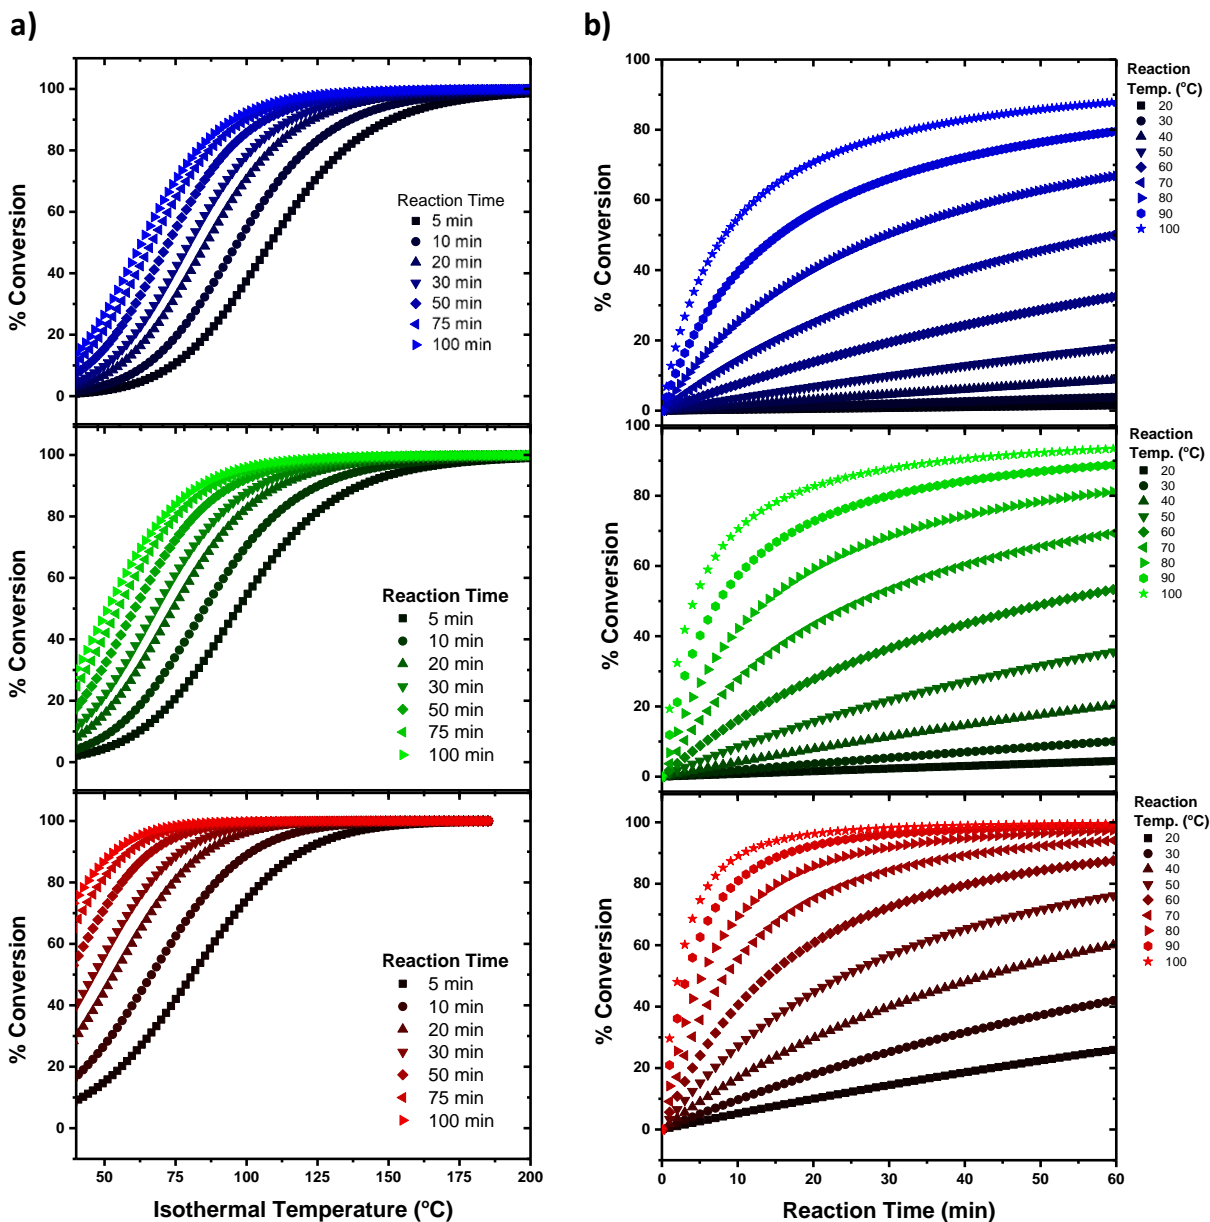 a)
100
80
60
40
20
0
% Conversion
Reaction Time
5 min
10 min
20 min
30 min
50 min
75 min
100 min
100
80
60
40
20
0
% Conversion
Reaction Time
5 min
10 min
20 min
30 min
50 min
75 min
100 min
100
80
60
40
20
0
% Conversion
Reaction Time
5 min
10 min
20 min
30 min
50 min
75 min
100 min
50 75 100 125 150 175 200
Isothermal Temperature (°C)
b)
100
80
60
40
20
0
% Conversion
Reaction
Temp. (°C)
20
30
40
50
60
70
80
90
100
100
80
60
40
20
0
% Conversion
Reaction
Temp. (°C)
20
30
40
50
60
70
80
90
100
100
80
60
40
20
0
% Conversion
Reaction
Temp. (°C)
20
30
40
50
60
70
80
90
100
0 10 20 30 40 50 60
Reaction Time (min)